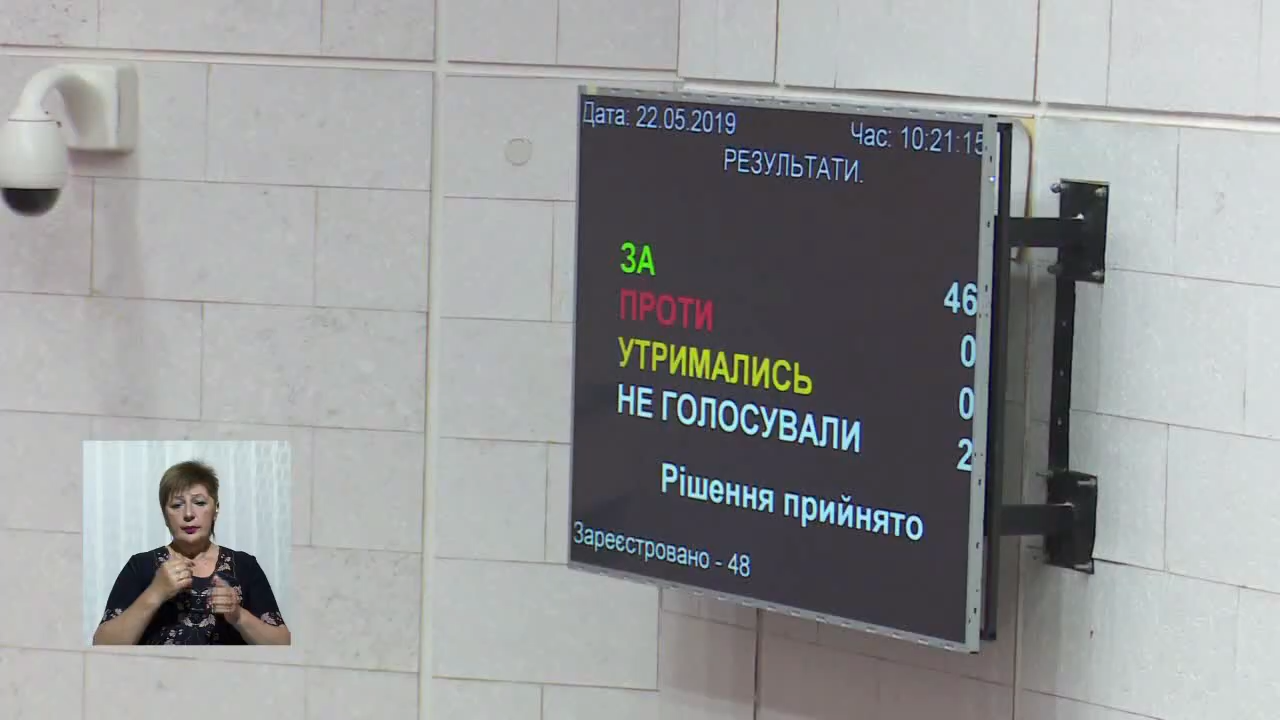 Дата: 22.05.2019 Час: 10:21:15
РЕЗУЛЬТАТИ.
ЗА 46
ПРОТИ 0
УТРИМАЛИСЬ 0
НЕ ГОЛОСУВАЛИ 2
Рішення прийнято
Зареєстровано - 48